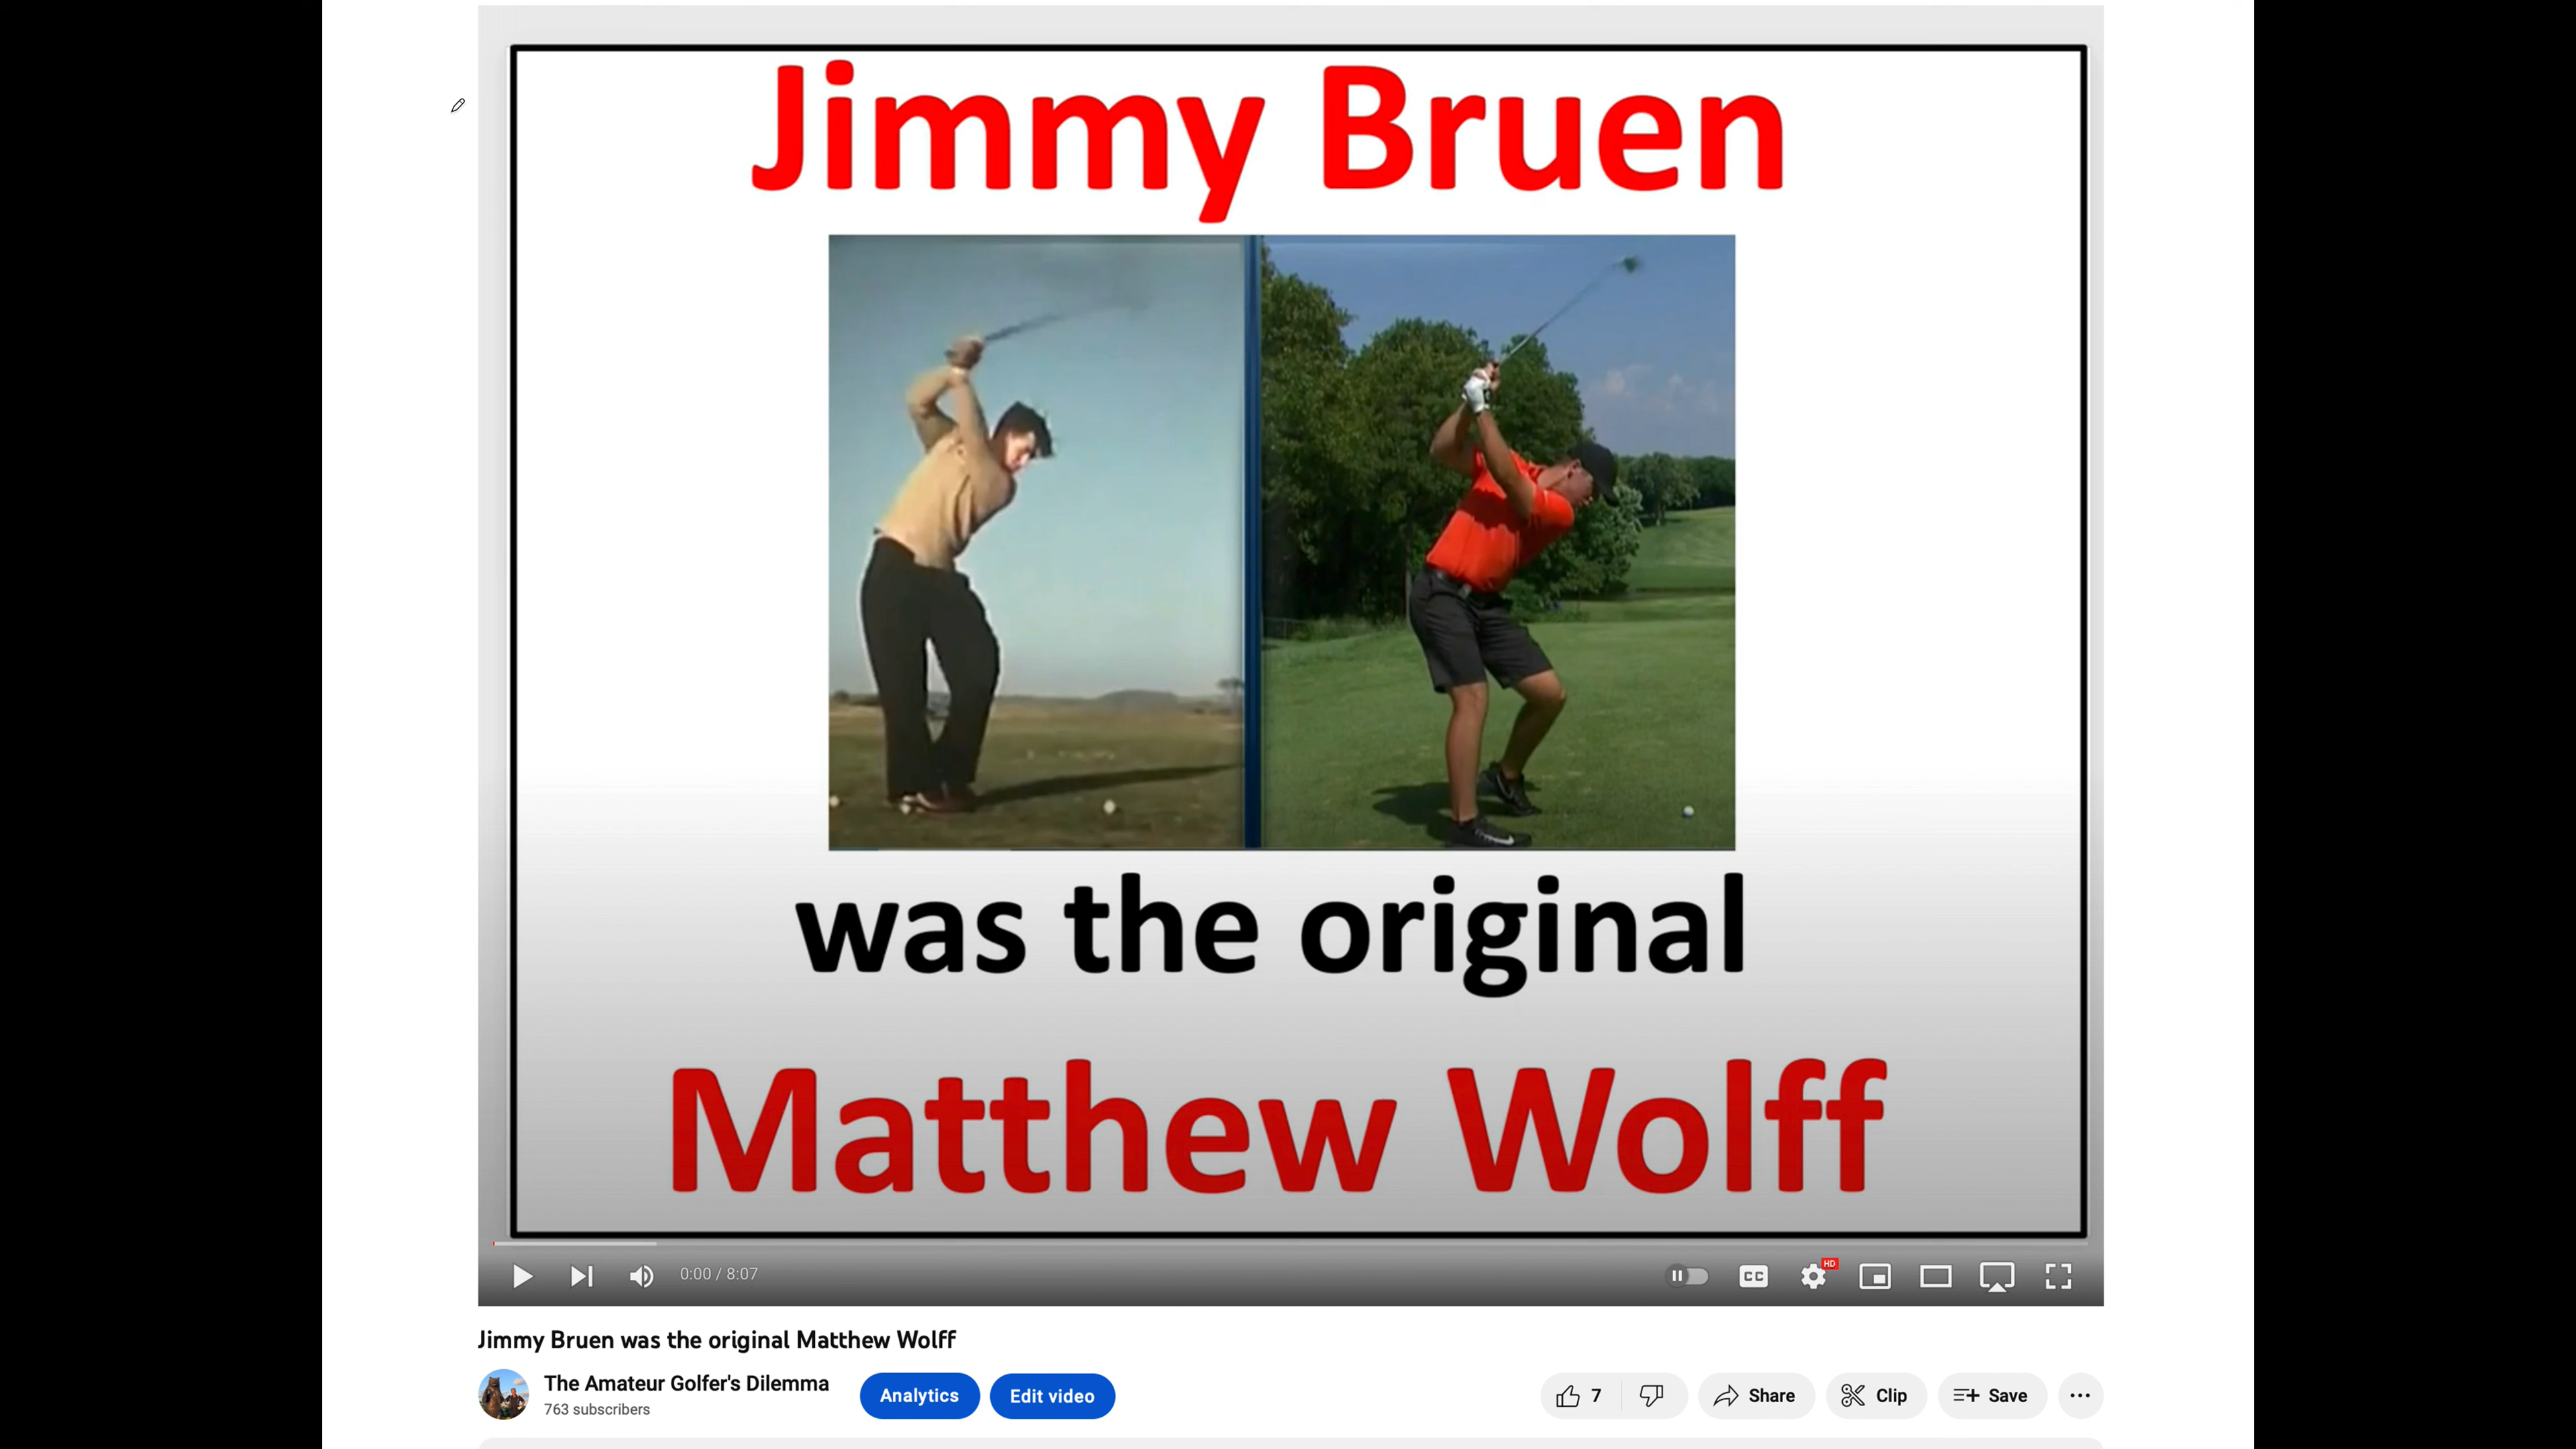 Jimmy Bruen
was the original
Matthew Wolff
0:00 / 8:07
CC
HD
Jimmy Bruen was the original Matthew Wolff
The Amateur Golfer's Dilemma
763 subscribers
Analytics
Edit video
7
Share
Clip
Save